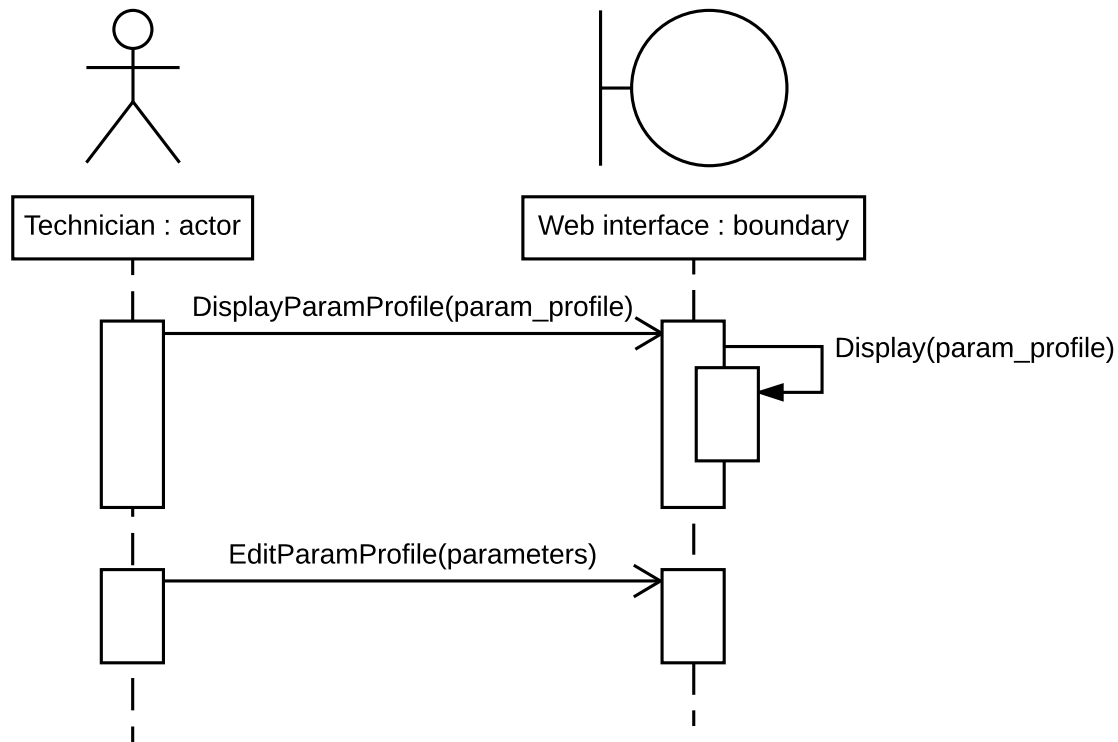 Technician : actor
Web interface : boundary
DisplayParamProfile(param_profile)
Display(param_profile)
EditParamProfile(parameters)